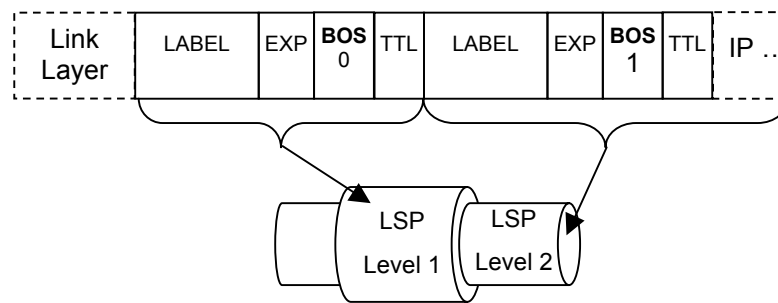 Link Layer
LABEL
EXP
BOS 0
TTL
LABEL
EXP
BOS 1
TTL
IP ...
LSP
Level 1
LSP
Level 2